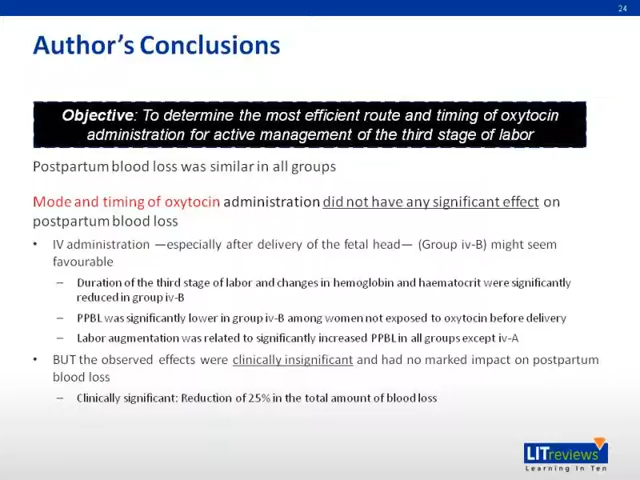 24
Author's Conclusions
Objective: To determine the most efficient route and timing of oxytocin
administration for active management of the third stage of labor
Postpartum blood loss was similar in all groups
Mode and timing of oxytocin administration did not have any significant effect on
postpartum blood loss
• IV administration —especially after delivery of the fetal head— (Group iv-B) might seem
favourable
– Duration of the third stage of labor and changes in hemoglobin and haematocrit were significantly
reduced in group iv-B
– PPBL was significantly lower in group iv-B among women not exposed to oxytocin before delivery
– Labor augmentation was related to significantly increased PPBL in all groups except iv-A
• BUT the observed effects were clinically insignificant and had no marked impact on postpartum
blood loss
– Clinically significant: Reduction of 25% in the total amount of blood loss
LITreviews
Learning In Ten